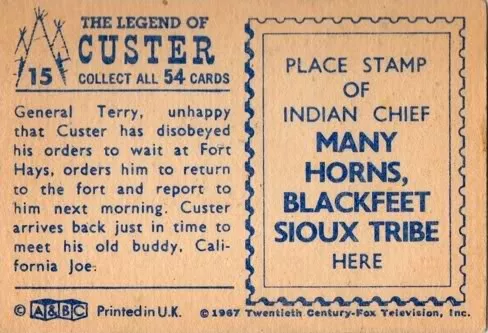 THE LEGEND OF
CUSTER
15
COLLECT ALL 54 CARDS
General Terry, unhappy
that Custer has disobeyed
his orders to wait at Fort
Hays, orders him to return
to the fort and report to
him next morning. Custer
arrives back just in time to
meet his old buddy, Cali-
fornia Joe.
PLACE STAMP
OF
INDIAN CHIEF
MANY
HORNS,
BLACKFEET
SIOUX TRIBE
HERE
© A&BC Printed in U.K. ©1967 Twentieth Century-Fox Television, Inc.